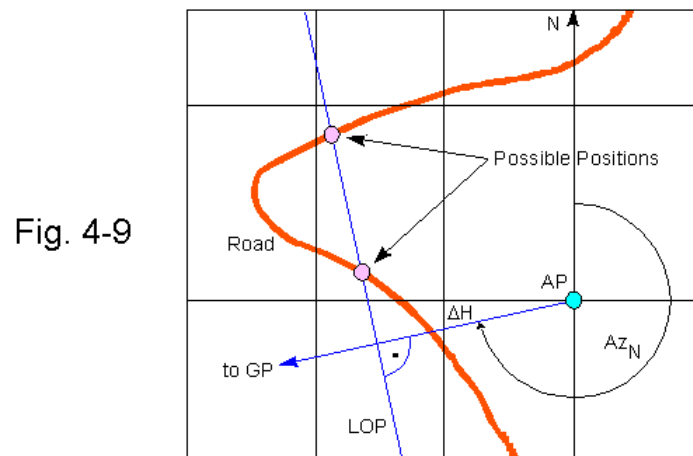 N
Possible Positions
Fig. 4-9
Road
AP
ΔH
Az_N
to GP
LOP